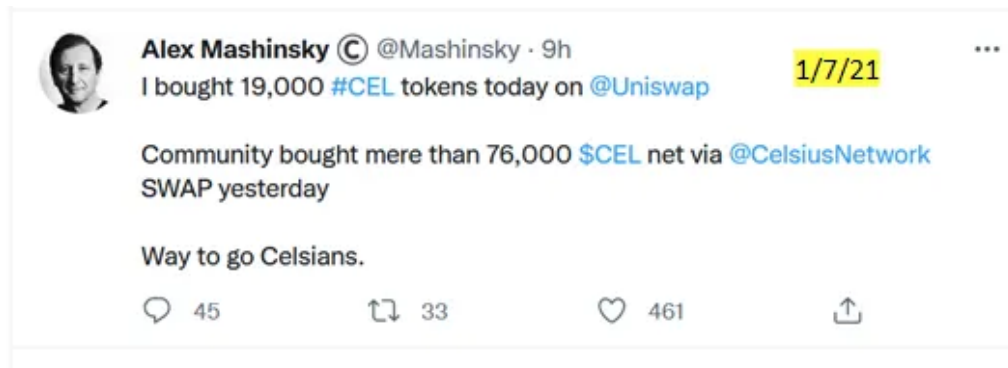 Alex Mashinsky Ⓒ @Mashinsky · 9h
1/7/21
I bought 19,000 #CEL tokens today on @Uniswap
Community bought mere than 76,000 $CEL net via @CelsiusNetwork
SWAP yesterday
Way to go Celsians.
45 33 461